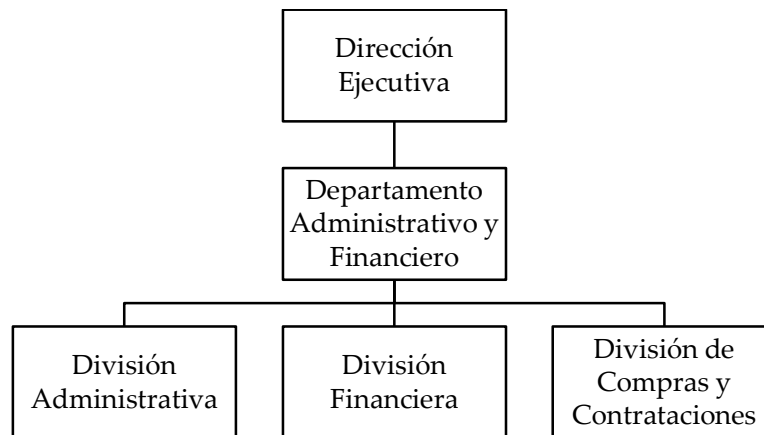 Dirección
Ejecutiva
Departamento
Administrativo y
Financiero
División
Administrativa
División
Financiera
División de
Compras y
Contrataciones